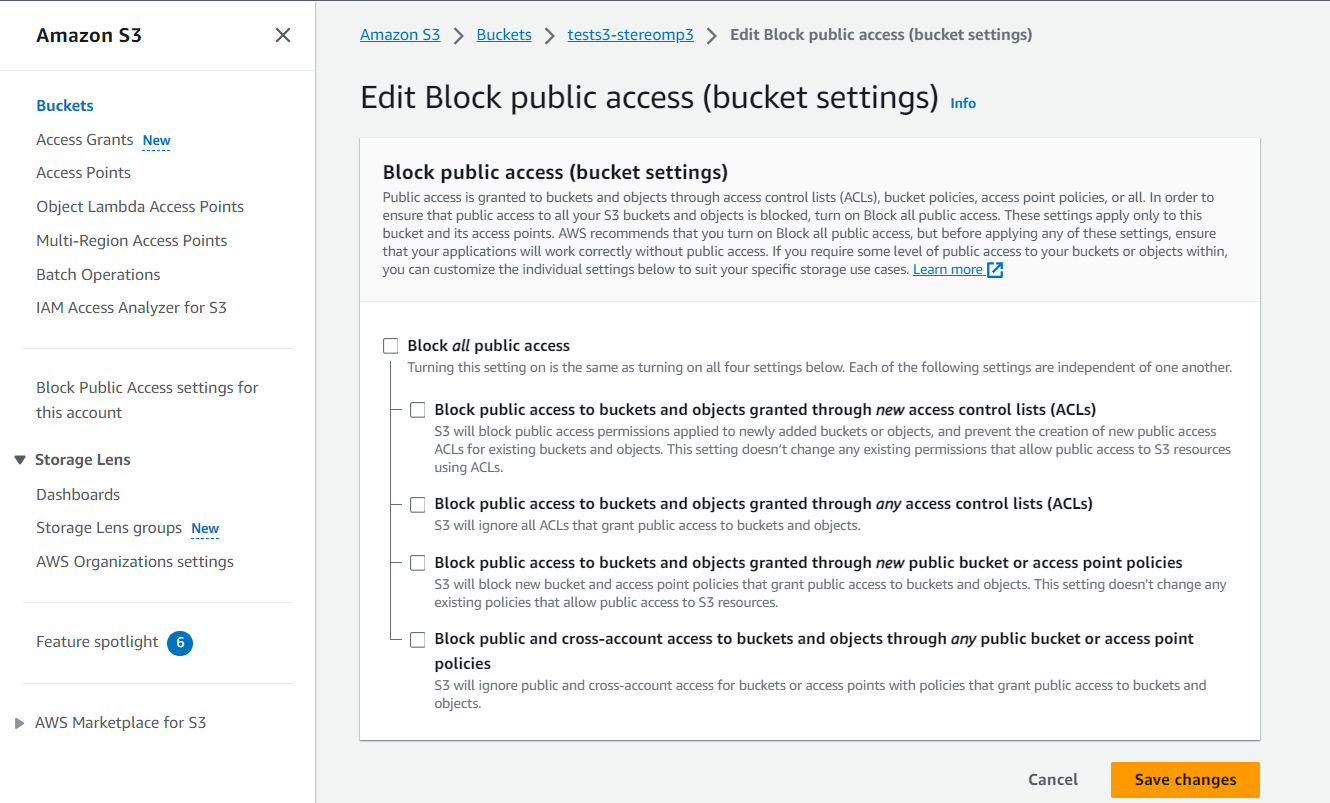 Amazon S3
Buckets
Access Grants New
Access Points
Object Lambda Access Points
Multi-Region Access Points
Batch Operations
IAM Access Analyzer for S3
Block Public Access settings for
this account
Storage Lens
Dashboards
Storage Lens groups New
AWS Organizations settings
Feature spotlight 6
AWS Marketplace for S3
Amazon S3 > Buckets > tests3-stereomp3 > Edit Block public access (bucket settings)
Edit Block public access (bucket settings) Info
Block public access (bucket settings)
Public access is granted to buckets and objects through access control lists (ACLs), bucket policies, access point policies, or all. In order to
ensure that public access to all your S3 buckets and objects is blocked, turn on Block all public access. These settings apply only to this
bucket and its access points. AWS recommends that you turn on Block all public access, but before applying any of these settings, ensure
that your applications will work correctly without public access. If you require some level of public access to your buckets or objects within,
you can customize the individual settings below to suit your specific storage use cases. Learn more
Block all public access
Turning this setting on is the same as turning on all four settings below. Each of the following settings are independent of one another.
Block public access to buckets and objects granted through new access control lists (ACLs)
S3 will block public access permissions applied to newly added buckets or objects, and prevent the creation of new public access
ACLs for existing buckets and objects. This setting doesn't change any existing permissions that allow public access to S3 resources
using ACLs.
Block public access to buckets and objects granted through any access control lists (ACLs)
S3 will ignore all ACLs that grant public access to buckets and objects.
Block public access to buckets and objects granted through new public bucket or access point policies
S3 will block new bucket and access point policies that grant public access to buckets and objects. This setting doesn't change any
existing policies that allow public access to S3 resources.
Block public and cross-account access to buckets and objects through any public bucket or access point
policies
S3 will ignore public and cross-account access for buckets or access points with policies that grant public access to buckets and
objects.
Cancel
Save changes